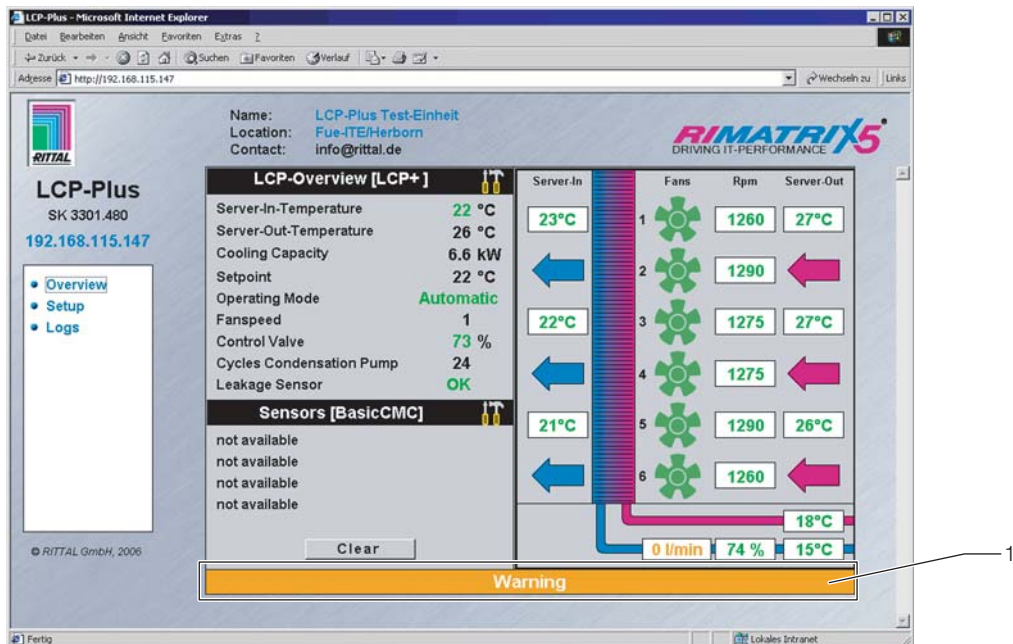 LCP-Plus - Microsoft Internet Explorer
Datei Bearbeiten Ansicht Favoriten Extras ?
Zurück Suchen Favoriten Verlauf
Adresse http://192.168.115.147 Wechseln zu Links
RITTAL
Name: LCP-Plus Test-Einheit
Location: Fue-ITE/Herborn
Contact: info@rittal.de
RIMATRIX5
DRIVING IT-PERFORMANCE
LCP-Plus
SK 3301.480
192.168.115.147
Overview
Setup
Logs
© RITTAL GmbH, 2006
LCP-Overview [LCP+]
Server-In-Temperature 22 °C
Server-Out-Temperature 26 °C
Cooling Capacity 6.6 kW
Setpoint 22 °C
Operating Mode Automatic
Fanspeed 1
Control Valve 73 %
Cycles Condensation Pump 24
Leakage Sensor OK
Sensors [BasicCMC]
not available
not available
not available
not available
Clear
Server-In Fans Rpm Server-Out
23°C 1 1260 27°C
2 1290
22°C 3 1275 27°C
4 1275
21°C 5 1290 26°C
6 1260
18°C
0 l/min 74 % 15°C
Warning
1
Fertig Lokales Intranet